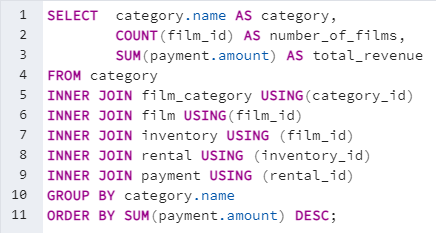 1 SELECT category.name AS category,
2 COUNT(film_id) AS number_of_films,
3 SUM(payment.amount) AS total_revenue
4 FROM category
5 INNER JOIN film_category USING(category_id)
6 INNER JOIN film USING(film_id)
7 INNER JOIN inventory USING (film_id)
8 INNER JOIN rental USING (inventory_id)
9 INNER JOIN payment USING (rental_id)
10 GROUP BY category.name
11 ORDER BY SUM(payment.amount) DESC;